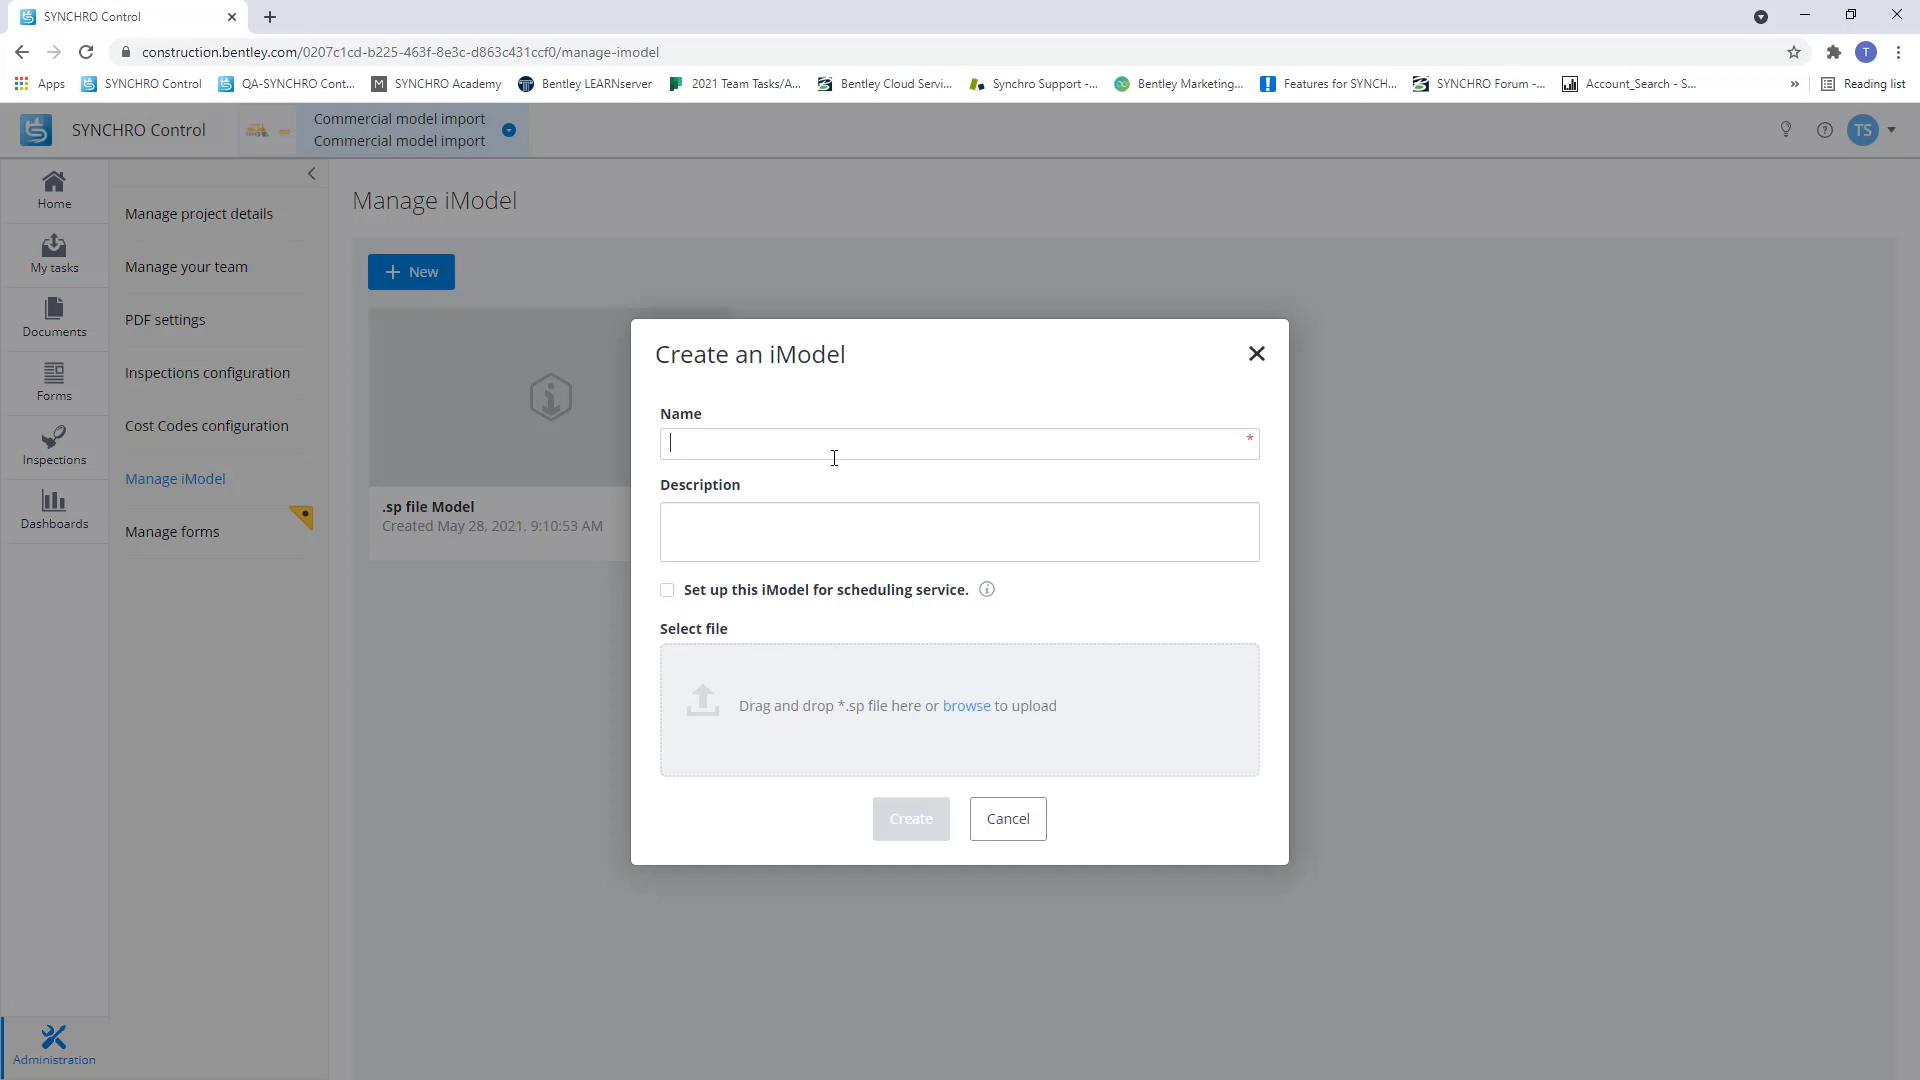 SYNCHRO Control
construction.bentley.com/0207c1cd-b225-463f-8e3c-d863c431ccf0/manage-imodel
T
Apps
SYNCHRO Control
QA-SYNCHRO Cont...
M SYNCHRO Academy
Bentley LEARNserver
2021 Team Tasks/A...
Bentley Cloud Servi...
Synchro Support -...
Bentley Marketing...
Features for SYNCH...
SYNCHRO Forum -...
Account_Search - S...
»
Reading list
SYNCHRO Control
Commercial model import
Commercial model import
TS
Home
My tasks
Documents
Forms
Inspections
Dashboards
Administration
Manage project details
Manage your team
PDF settings
Inspections configuration
Cost Codes configuration
Manage iModel
Manage forms
Manage iModel
+ New
.sp file Model
Created May 28, 2021, 9:10:53 AM
Create an iModel
Name
*
Description
Set up this iModel for scheduling service.
Select file
Drag and drop *.sp file here or browse to upload
Create
Cancel